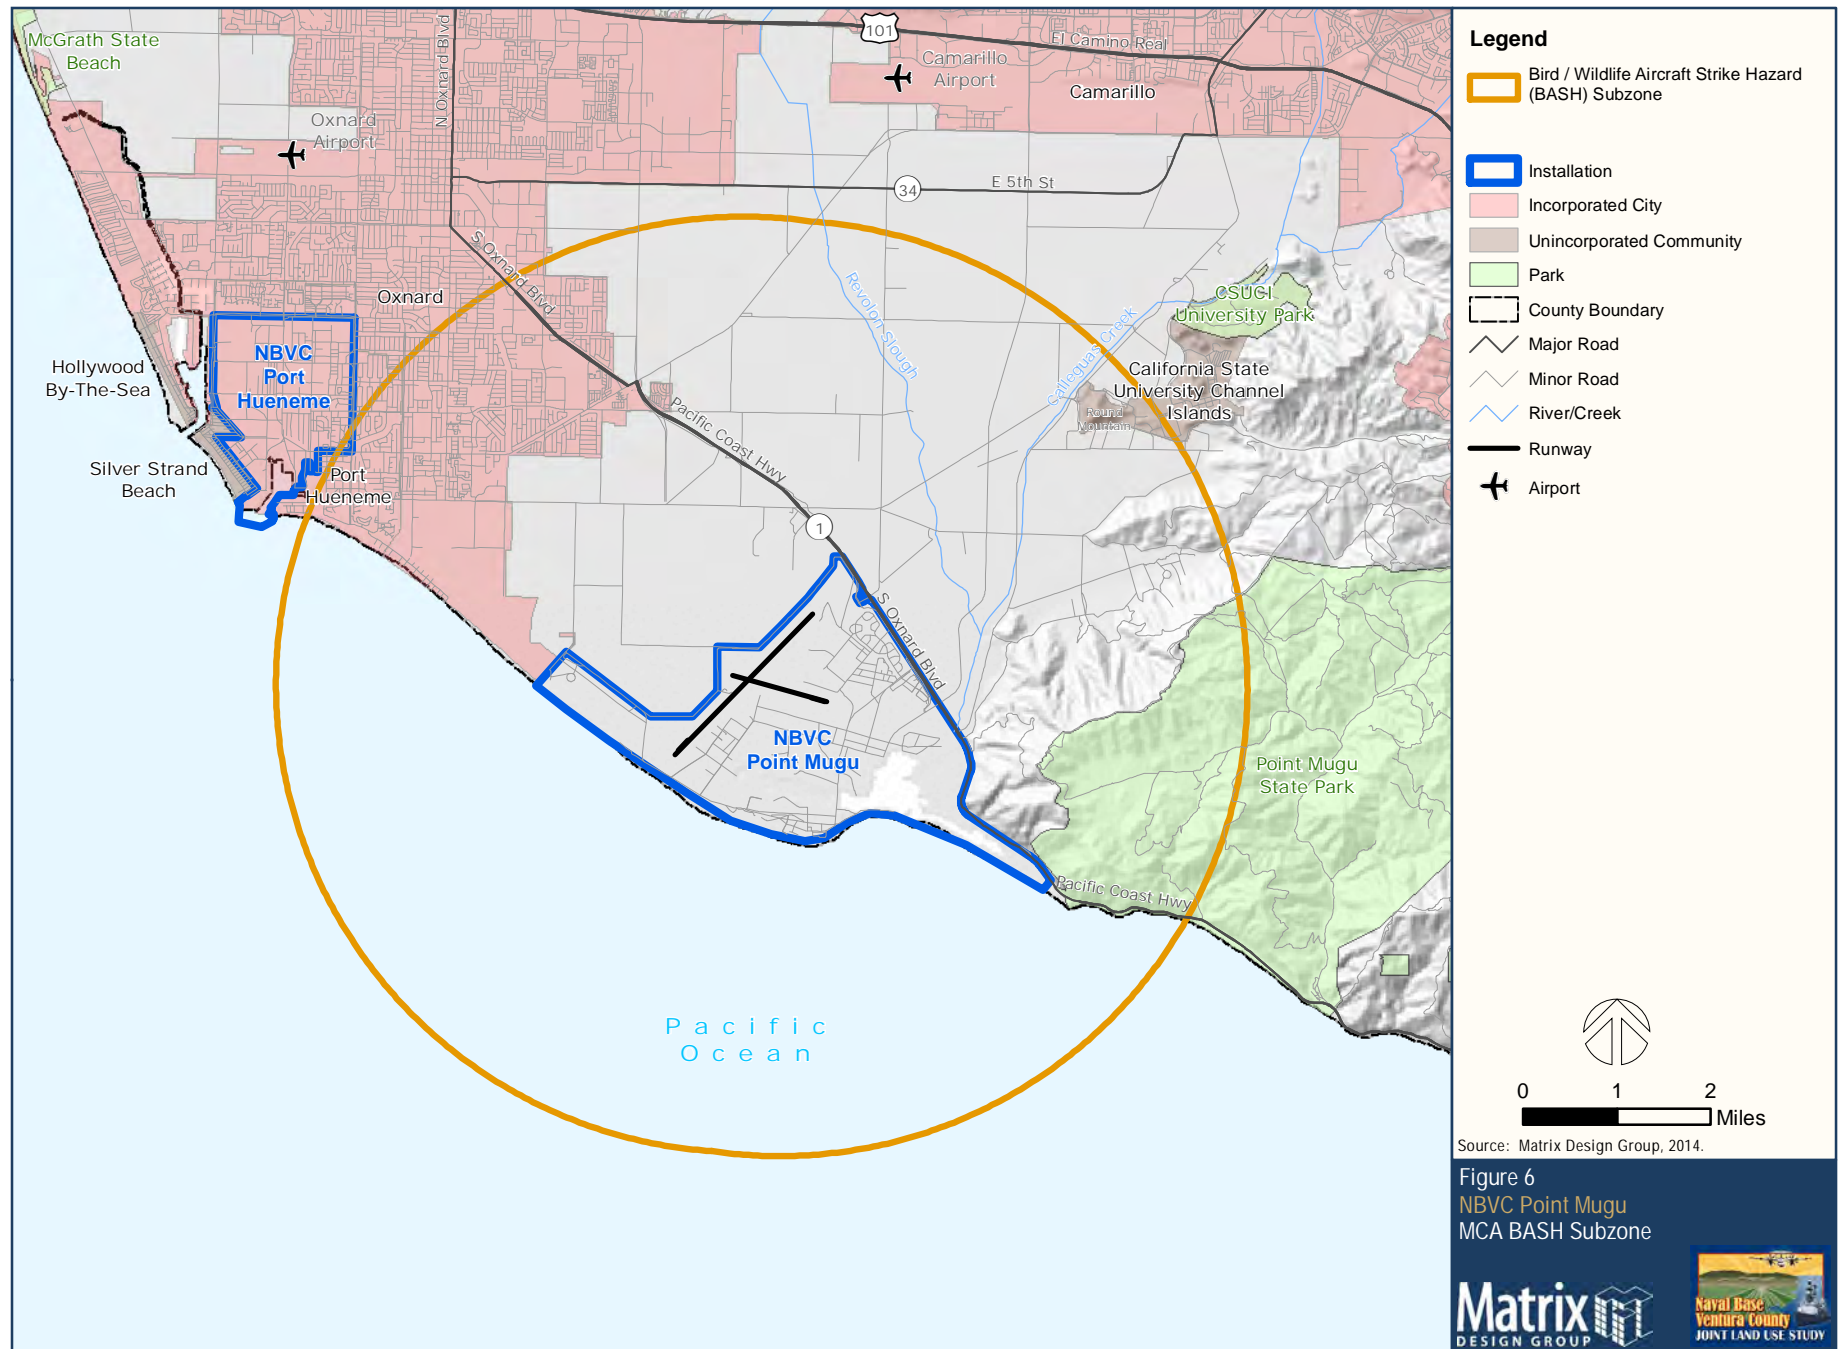 McGrath State
Beach
N Oxnard Blvd
101
El Camino Real
Camarillo
Airport
Camarillo
Oxnard
Airport
34
E 5th St
S Oxnard Blvd
Revolon Slough
CSUCI
University Park
Oxnard
Calleguas Creek
NBVC
Port
Hueneme
Hollywood
By-The-Sea
California State
University Channel
Islands
Round
Mountain
Pacific Coast Hwy
Silver Strand
Beach
Port
Hueneme
1
S Oxnard Blvd
NBVC
Point Mugu
Point Mugu
State Park
Pacific Coast Hwy
Pacific
Ocean
Legend
Bird / Wildlife Aircraft Strike Hazard
(BASH) Subzone
Installation
Incorporated City
Unincorporated Community
Park
County Boundary
Major Road
Minor Road
River/Creek
Runway
Airport
0 1 2
Miles
Source: Matrix Design Group, 2014.
Figure 6
NBVC Point Mugu
MCA BASH Subzone
Matrix
DESIGN GROUP
Naval Base
Ventura County
JOINT LAND USE STUDY